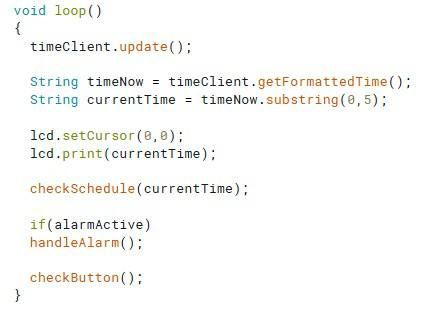 void loop()
{
  timeClient.update();

  String timeNow = timeClient.getFormattedTime();
  String currentTime = timeNow.substring(0,5);

  lcd.setCursor(0,0);
  lcd.print(currentTime);

  checkSchedule(currentTime);

  if(alarmActive)
  handleAlarm();

  checkButton();
}